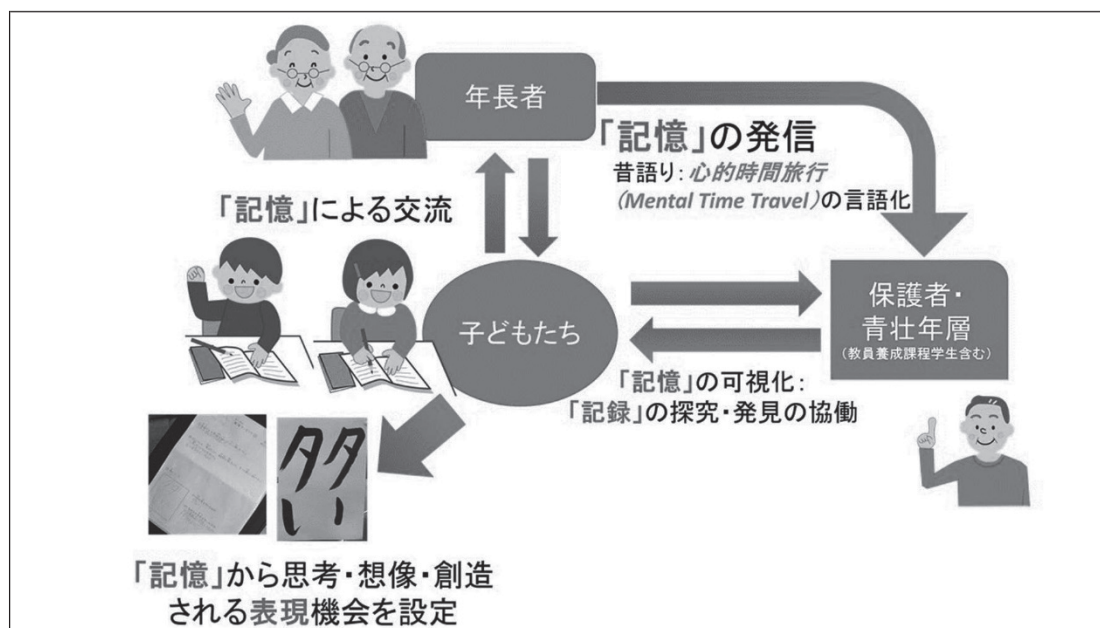 年長者
「記憶」の発信
昔語り：心的時間旅行
（Mental Time Travel）の言語化
「記憶」による交流
子どもたち
保護者・
青壮年層
（教員養成課程学生含む）
「記憶」の可視化：
「記録」の探究・発見の協働
「記憶」から思考・想像・創造
される表現機会を設定